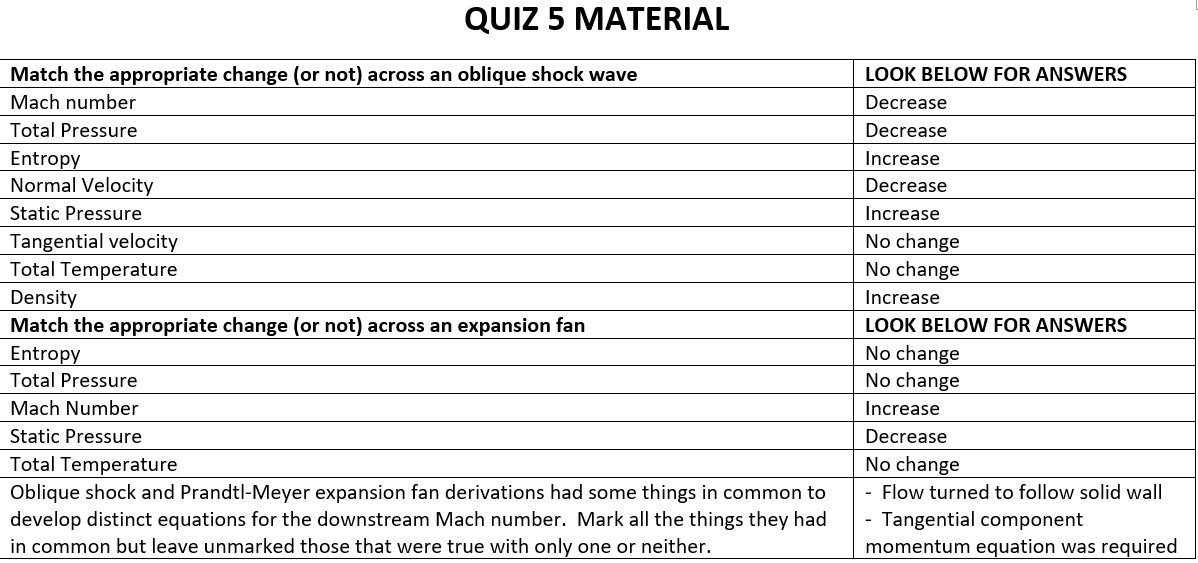 QUIZ 5 MATERIAL
Match the appropriate change (or not) across an oblique shock wave LOOK BELOW FOR ANSWERS
Mach number Decrease
Total Pressure Decrease
Entropy Increase
Normal Velocity Decrease
Static Pressure Increase
Tangential velocity No change
Total Temperature No change
Density Increase
Match the appropriate change (or not) across an expansion fan LOOK BELOW FOR ANSWERS
Entropy No change
Total Pressure No change
Mach Number Increase
Static Pressure Decrease
Total Temperature No change
Oblique shock and Prandtl-Meyer expansion fan derivations had some things in common to
develop distinct equations for the downstream Mach number. Mark all the things they had
in common but leave unmarked those that were true with only one or neither.
- Flow turned to follow solid wall
- Tangential component
momentum equation was required